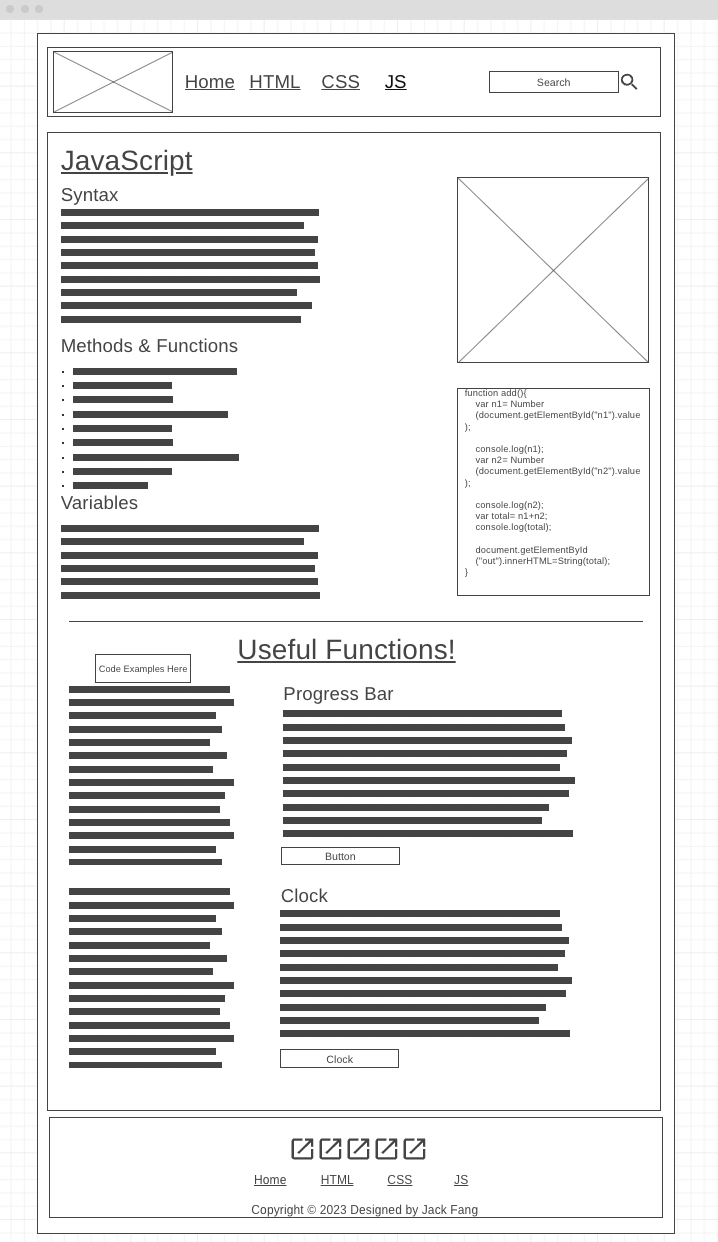 Home HTML CSS JS Search
JavaScript
Syntax
Methods & Functions
Variables
function add(){
var n1= Number
(document.getElementById("n1").value
);
console.log(n1);
var n2= Number
(document.getElementById("n2").value
);
console.log(n2);
var total= n1+n2;
console.log(total);
document.getElementById
("out").innerHTML=String(total);
}
Useful Functions!
Code Examples Here
Progress Bar
Button
Clock
Clock
Home HTML CSS JS
Copyright © 2023 Designed by Jack Fang